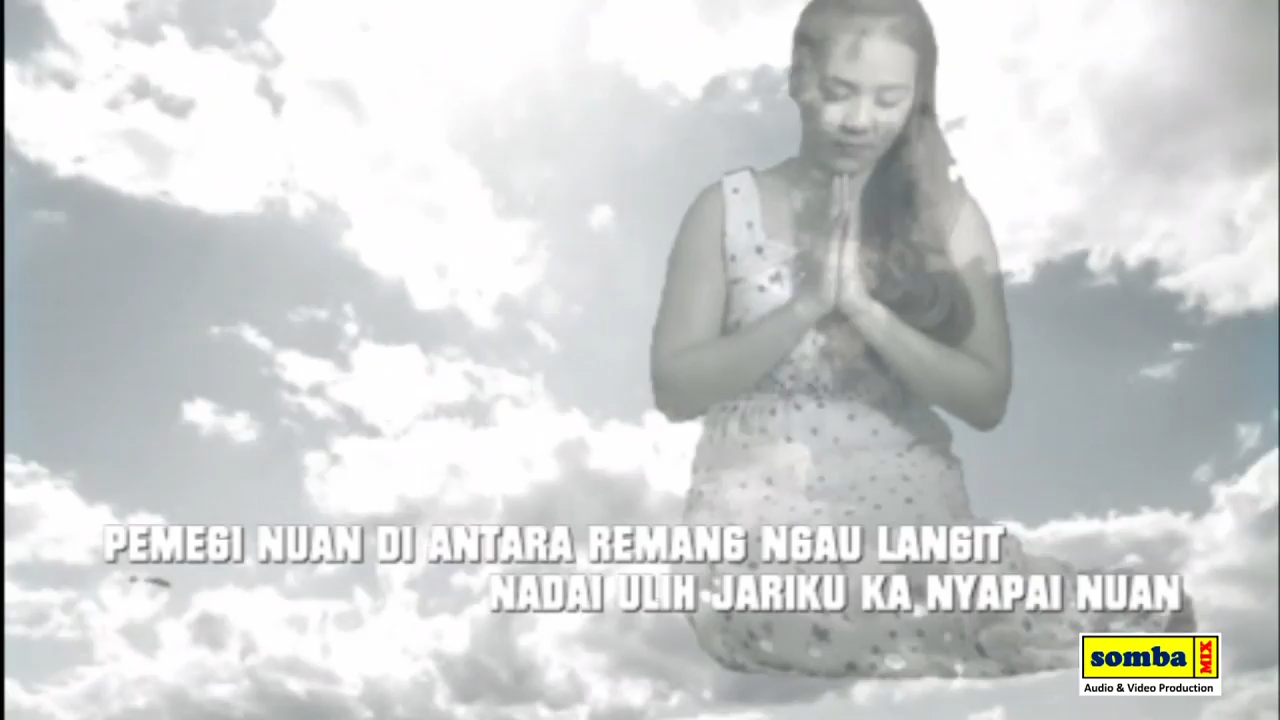 PEMEGI NUAN DI ANTARA REMANG NGAU LANGIT
NADAI ULIH JARIKU KA NYAPAI NUAN
somba MIX
Audio & Video Production